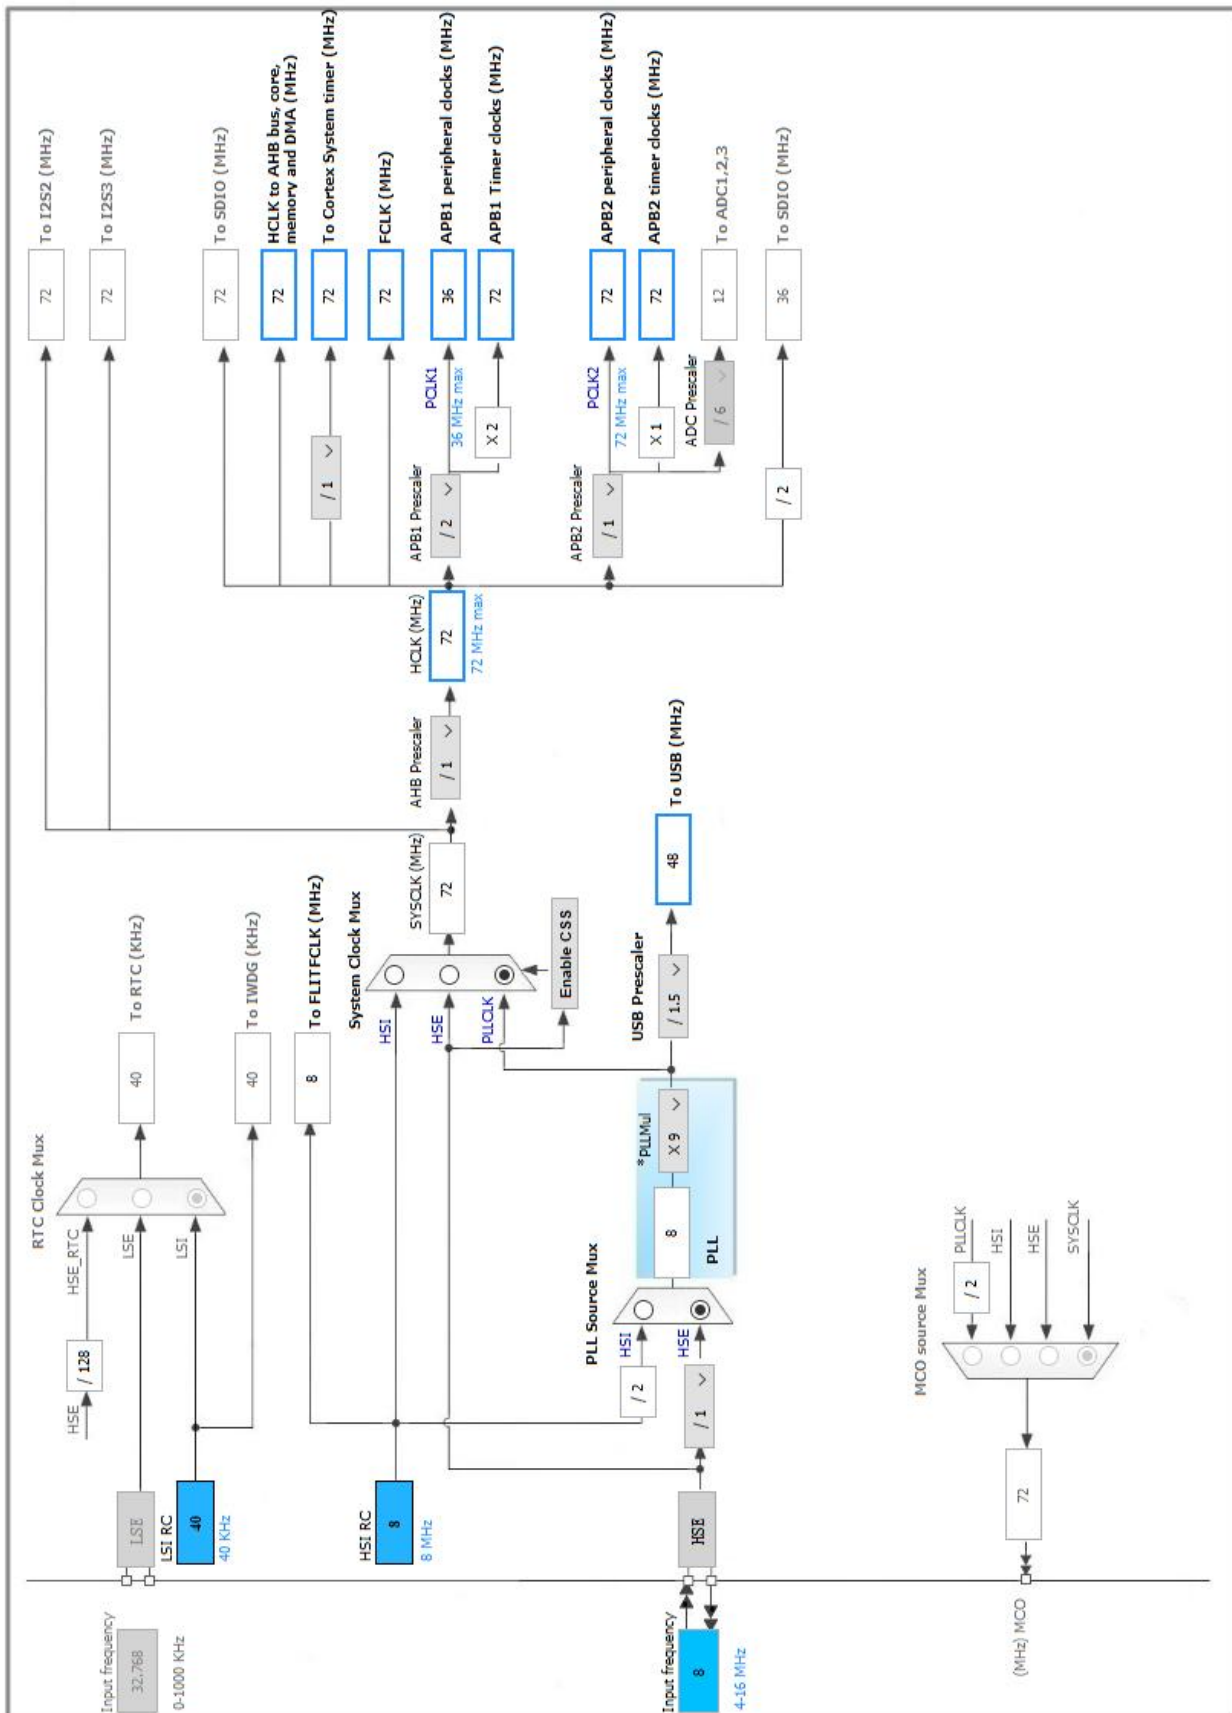 RTC Clock Mux
HSE
/ 128
HSE_RTC
Input frequency
32.768
0-1000 KHz
LSE
LSE
40
To RTC (KHz)
LSI RC
40
40 KHz
LSI
40
To IWDG (KHz)
HSI RC
8
8 MHz
8
To FLITFCLK (MHz)
System Clock Mux
HSI
HSE
PLLCLK
Enable CSS
SYSCLK (MHz)
72
AHB Prescaler
/ 1
HCLK (MHz)
72
72 MHz max
72
To I2S2 (MHz)
72
To I2S3 (MHz)
72
To SDIO (MHz)
72
HCLK to AHB bus, core,
memory and DMA (MHz)
/ 1
72
To Cortex System timer (MHz)
72
FCLK (MHz)
APB1 Prescaler
/ 2
PCLK1
36 MHz max
36
APB1 peripheral clocks (MHz)
X 2
72
APB1 Timer clocks (MHz)
APB2 Prescaler
/ 1
PCLK2
72 MHz max
72
APB2 peripheral clocks (MHz)
X 1
72
APB2 timer clocks (MHz)
ADC Prescaler
/ 6
12
To ADC1,2,3
/ 2
36
To SDIO (MHz)
PLL Source Mux
/ 2
HSI
Input frequency
8
4-16 MHz
HSE
/ 1
HSE
8
*PLLMul
X 9
PLL
USB Prescaler
/ 1.5
48
To USB (MHz)
MCO source Mux
(MHz) MCO
72
/ 2
PLLCLK
HSI
HSE
SYSCLK